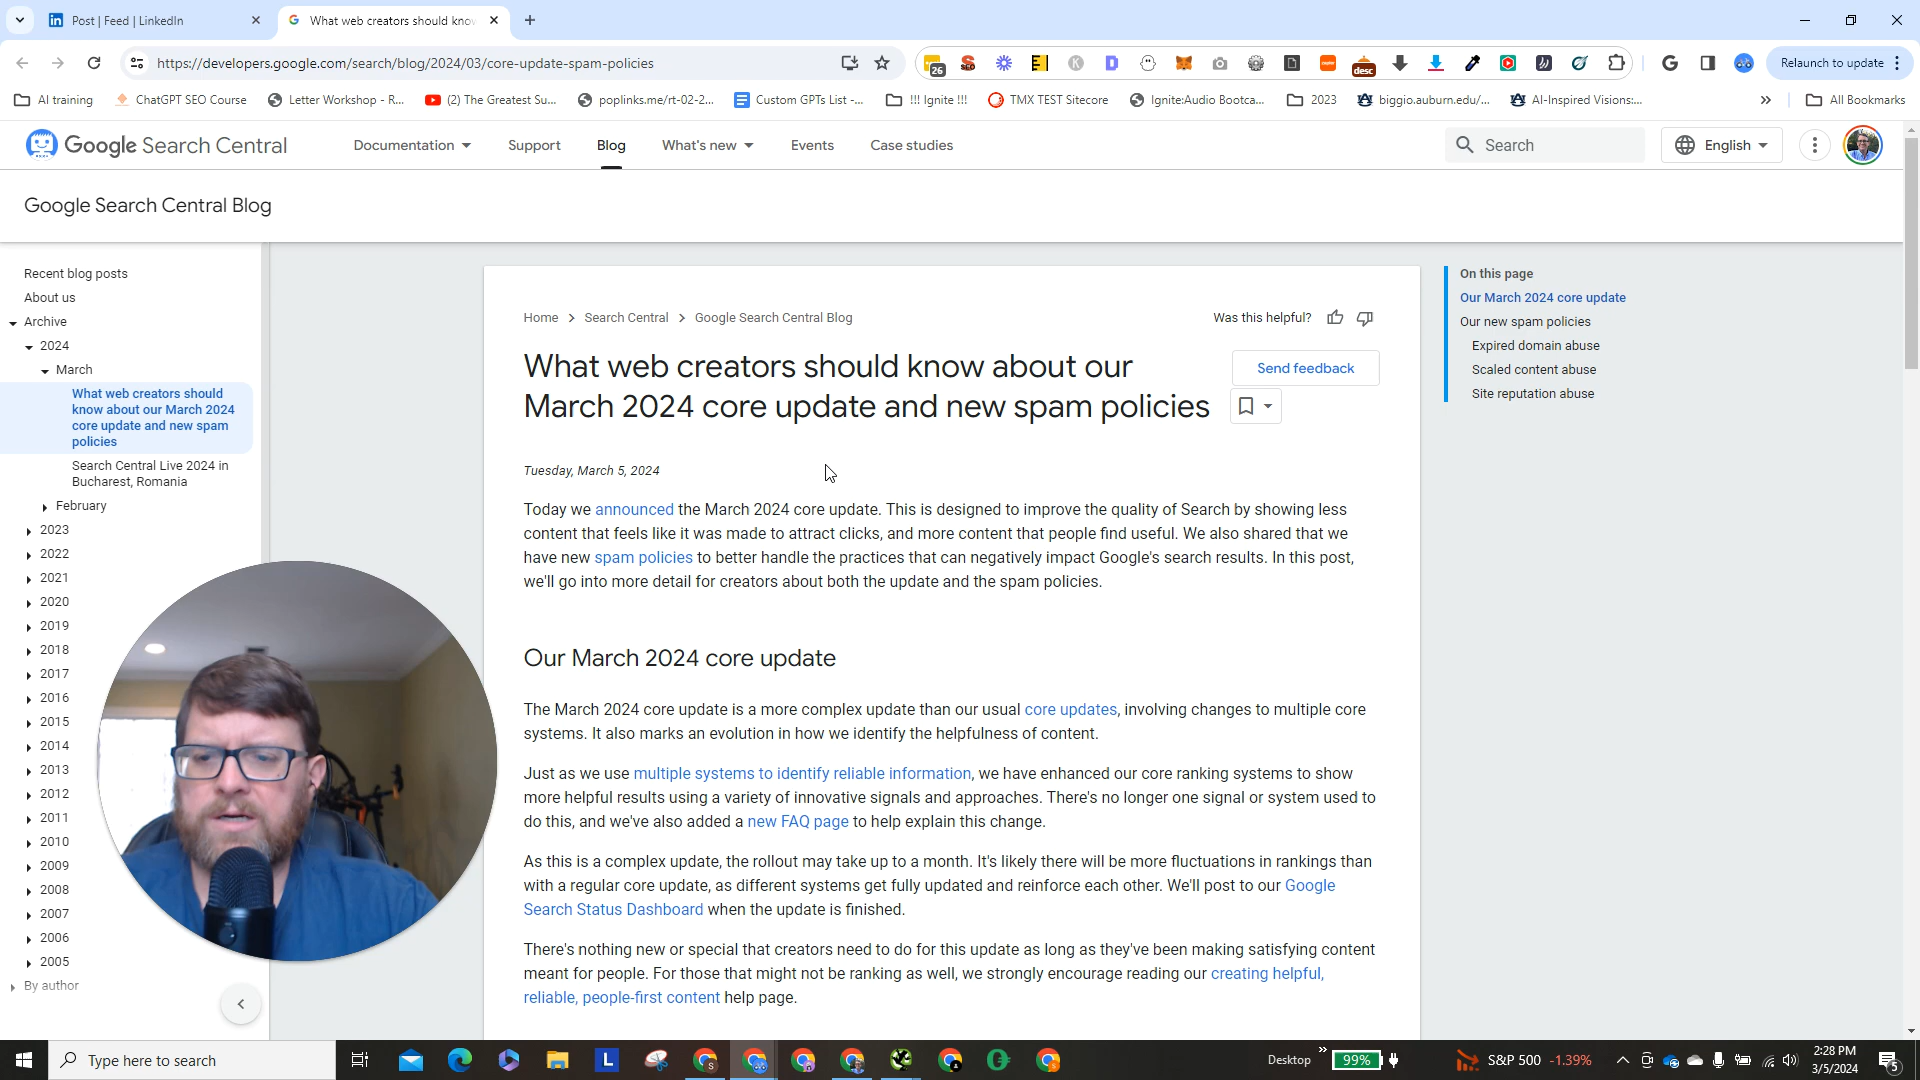 Post | Feed | LinkedIn
What web creators should know
https://developers.google.com/search/blog/2024/03/core-update-spam-policies
26
SEO
desc
Relaunch to update
AI training
ChatGPT SEO Course
Letter Workshop - R...
(2) The Greatest Su...
poplinks.me/rt-02-2...
Custom GPTs List -...
!!! Ignite !!!
TMX TEST Sitecore
Ignite:Audio Bootca...
2023
biggio.auburn.edu/...
AI-Inspired Visions:...
All Bookmarks
Google Search Central
Documentation
Support
Blog
What's new
Events
Case studies
Search
English
Google Search Central Blog
Recent blog posts
About us
Archive
2024
March
What web creators should
know about our March 2024
core update and new spam
policies
Search Central Live 2024 in
Bucharest, Romania
February
2023
2022
2021
2020
2019
2018
2017
2016
2015
2014
2013
2012
2011
2010
2009
2008
2007
2006
2005
By author
Home > Search Central > Google Search Central Blog
Was this helpful?
What web creators should know about our
March 2024 core update and new spam policies
Send feedback
Tuesday, March 5, 2024
Today we announced the March 2024 core update. This is designed to improve the quality of Search by showing less
content that feels like it was made to attract clicks, and more content that people find useful. We also shared that we
have new spam policies to better handle the practices that can negatively impact Google's search results. In this post,
we'll go into more detail for creators about both the update and the spam policies.
Our March 2024 core update
The March 2024 core update is a more complex update than our usual core updates, involving changes to multiple core
systems. It also marks an evolution in how we identify the helpfulness of content.
Just as we use multiple systems to identify reliable information, we have enhanced our core ranking systems to show
more helpful results using a variety of innovative signals and approaches. There's no longer one signal or system used to
do this, and we've also added a new FAQ page to help explain this change.
As this is a complex update, the rollout may take up to a month. It's likely there will be more fluctuations in rankings than
with a regular core update, as different systems get fully updated and reinforce each other. We'll post to our Google
Search Status Dashboard when the update is finished.
There's nothing new or special that creators need to do for this update as long as they've been making satisfying content
meant for people. For those that might not be ranking as well, we strongly encourage reading our creating helpful,
reliable, people-first content help page.
On this page
Our March 2024 core update
Our new spam policies
Expired domain abuse
Scaled content abuse
Site reputation abuse
Type here to search
Desktop
99%
S&P 500 -1.39%
2:28 PM
3/5/2024
5